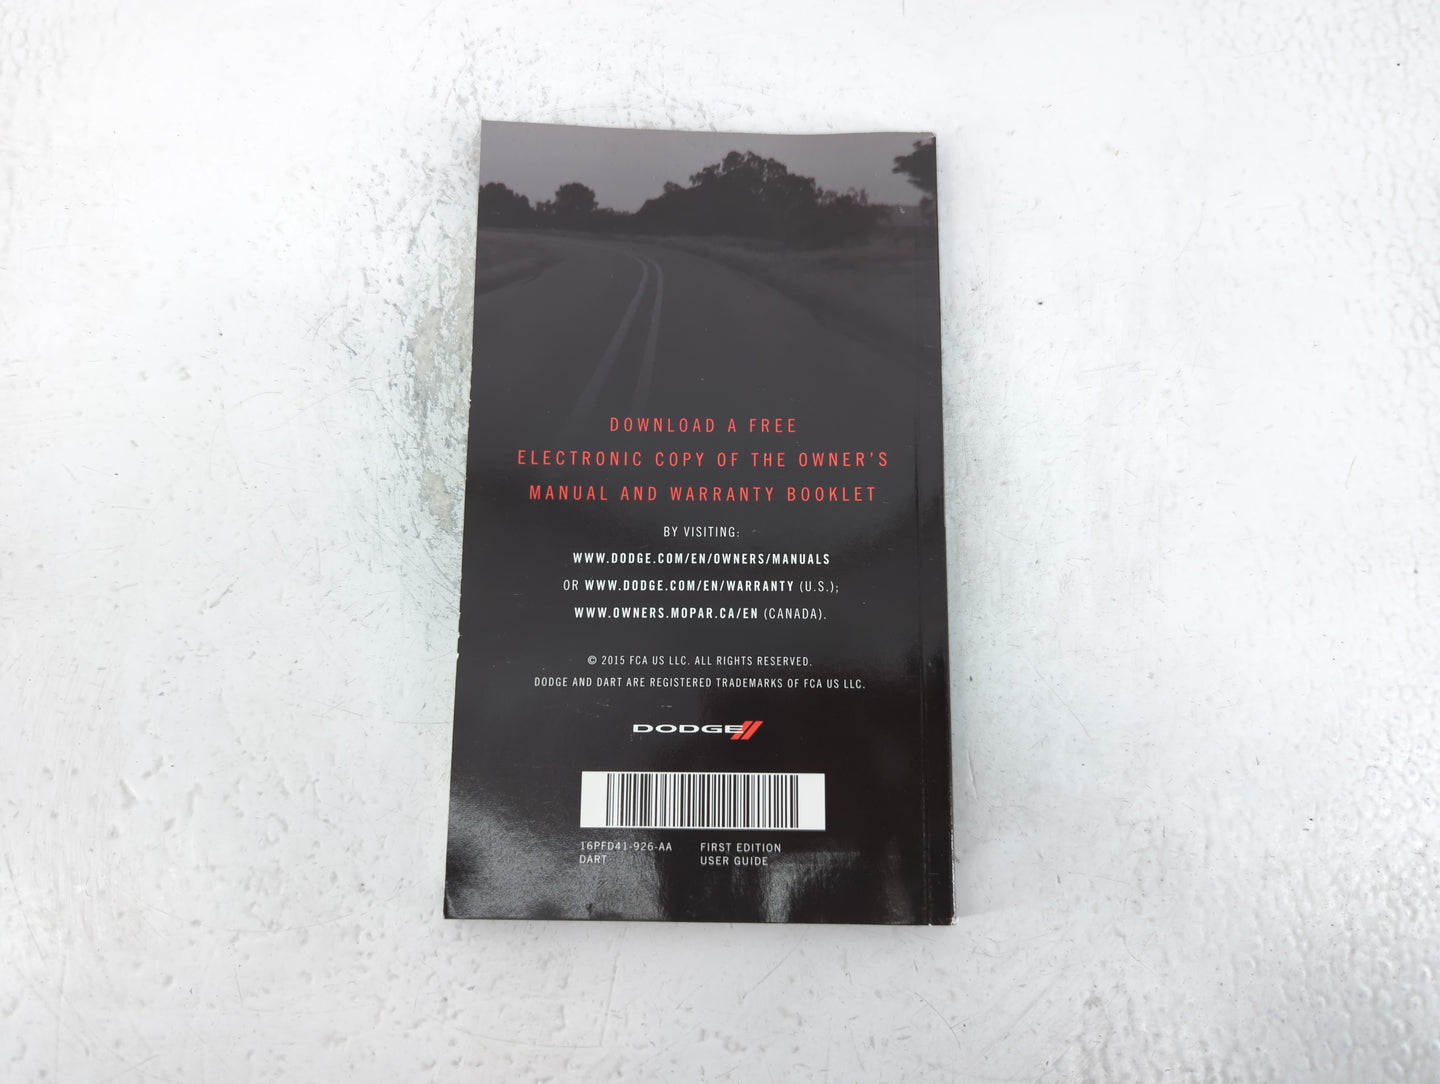 DOWNLOAD A FREE
ELECTRONIC COPY OF THE OWNER'S
MANUAL AND WARRANTY BOOKLET
BY VISITING:
WWW.DODGE.COM/EN/OWNERS/MANUALS
OR WWW.DODGE.COM/EN/WARRANTY (U.S.);
WWW.OWNERS.MOPAR.CA/EN (CANADA).
© 2015 FCA US LLC. ALL RIGHTS RESERVED.
DODGE AND DART ARE REGISTERED TRADEMARKS OF FCA US LLC.
DODGE
16PFD41-926-AA FIRST EDITION
DART USER GUIDE